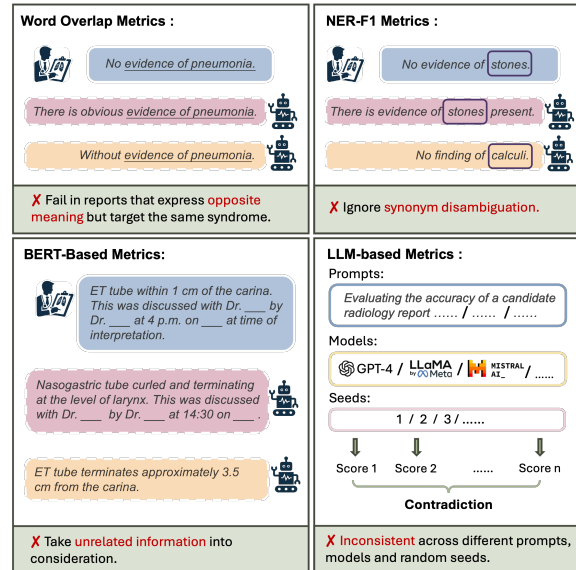 Word Overlap Metrics :
No evidence of pneumonia.
There is obvious evidence of pneumonia.
Without evidence of pneumonia.
✗ Fail in reports that express opposite
meaning but target the same syndrome.
NER-F1 Metrics :
No evidence of stones.
There is evidence of stones present.
No finding of calculi.
✗ Ignore synonym disambiguation.
BERT-Based Metrics:
ET tube within 1 cm of the carina.
This was discussed with Dr. ___ by
Dr. ___ at 4 p.m. on ___ at time of
interpretation.
Nasogastric tube curled and terminating
at the level of larynx. This was discussed
with Dr. ___ by Dr. ___ at 14:30 on ___ .
ET tube terminates approximately 3.5
cm from the carina.
✗ Take unrelated information into
consideration.
LLM-based Metrics :
Prompts:
Evaluating the accuracy of a candidate
radiology report ...... / ...... / ......
Models:
GPT-4 / LLaMA by Meta / MISTRAL AI_ / ......
Seeds:
1 / 2 / 3 / ......
Score 1 Score 2 ...... Score n
Contradiction
✗ Inconsistent across different prompts,
models and random seeds.